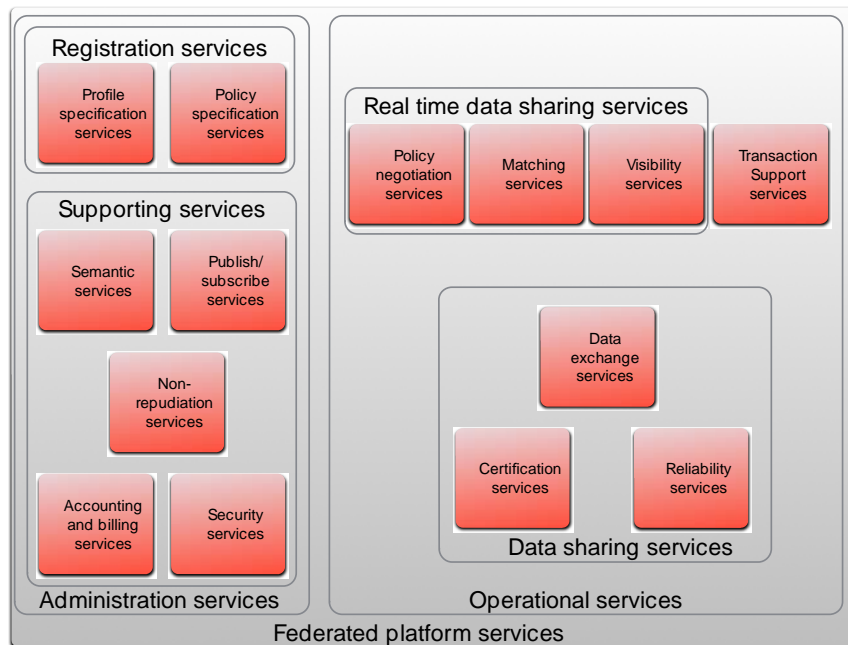 Registration services
Profile
specification
services
Policy
specification
services
Supporting services
Semantic
services
Publish/
subscribe
services
Non-
repudiation
services
Accounting
and billing
services
Security
services
Administration services
Real time data sharing services
Policy
negotiation
services
Matching
services
Visibility
services
Transaction
Support
services
Data
exchange
services
Certification
services
Reliability
services
Data sharing services
Operational services
Federated platform services